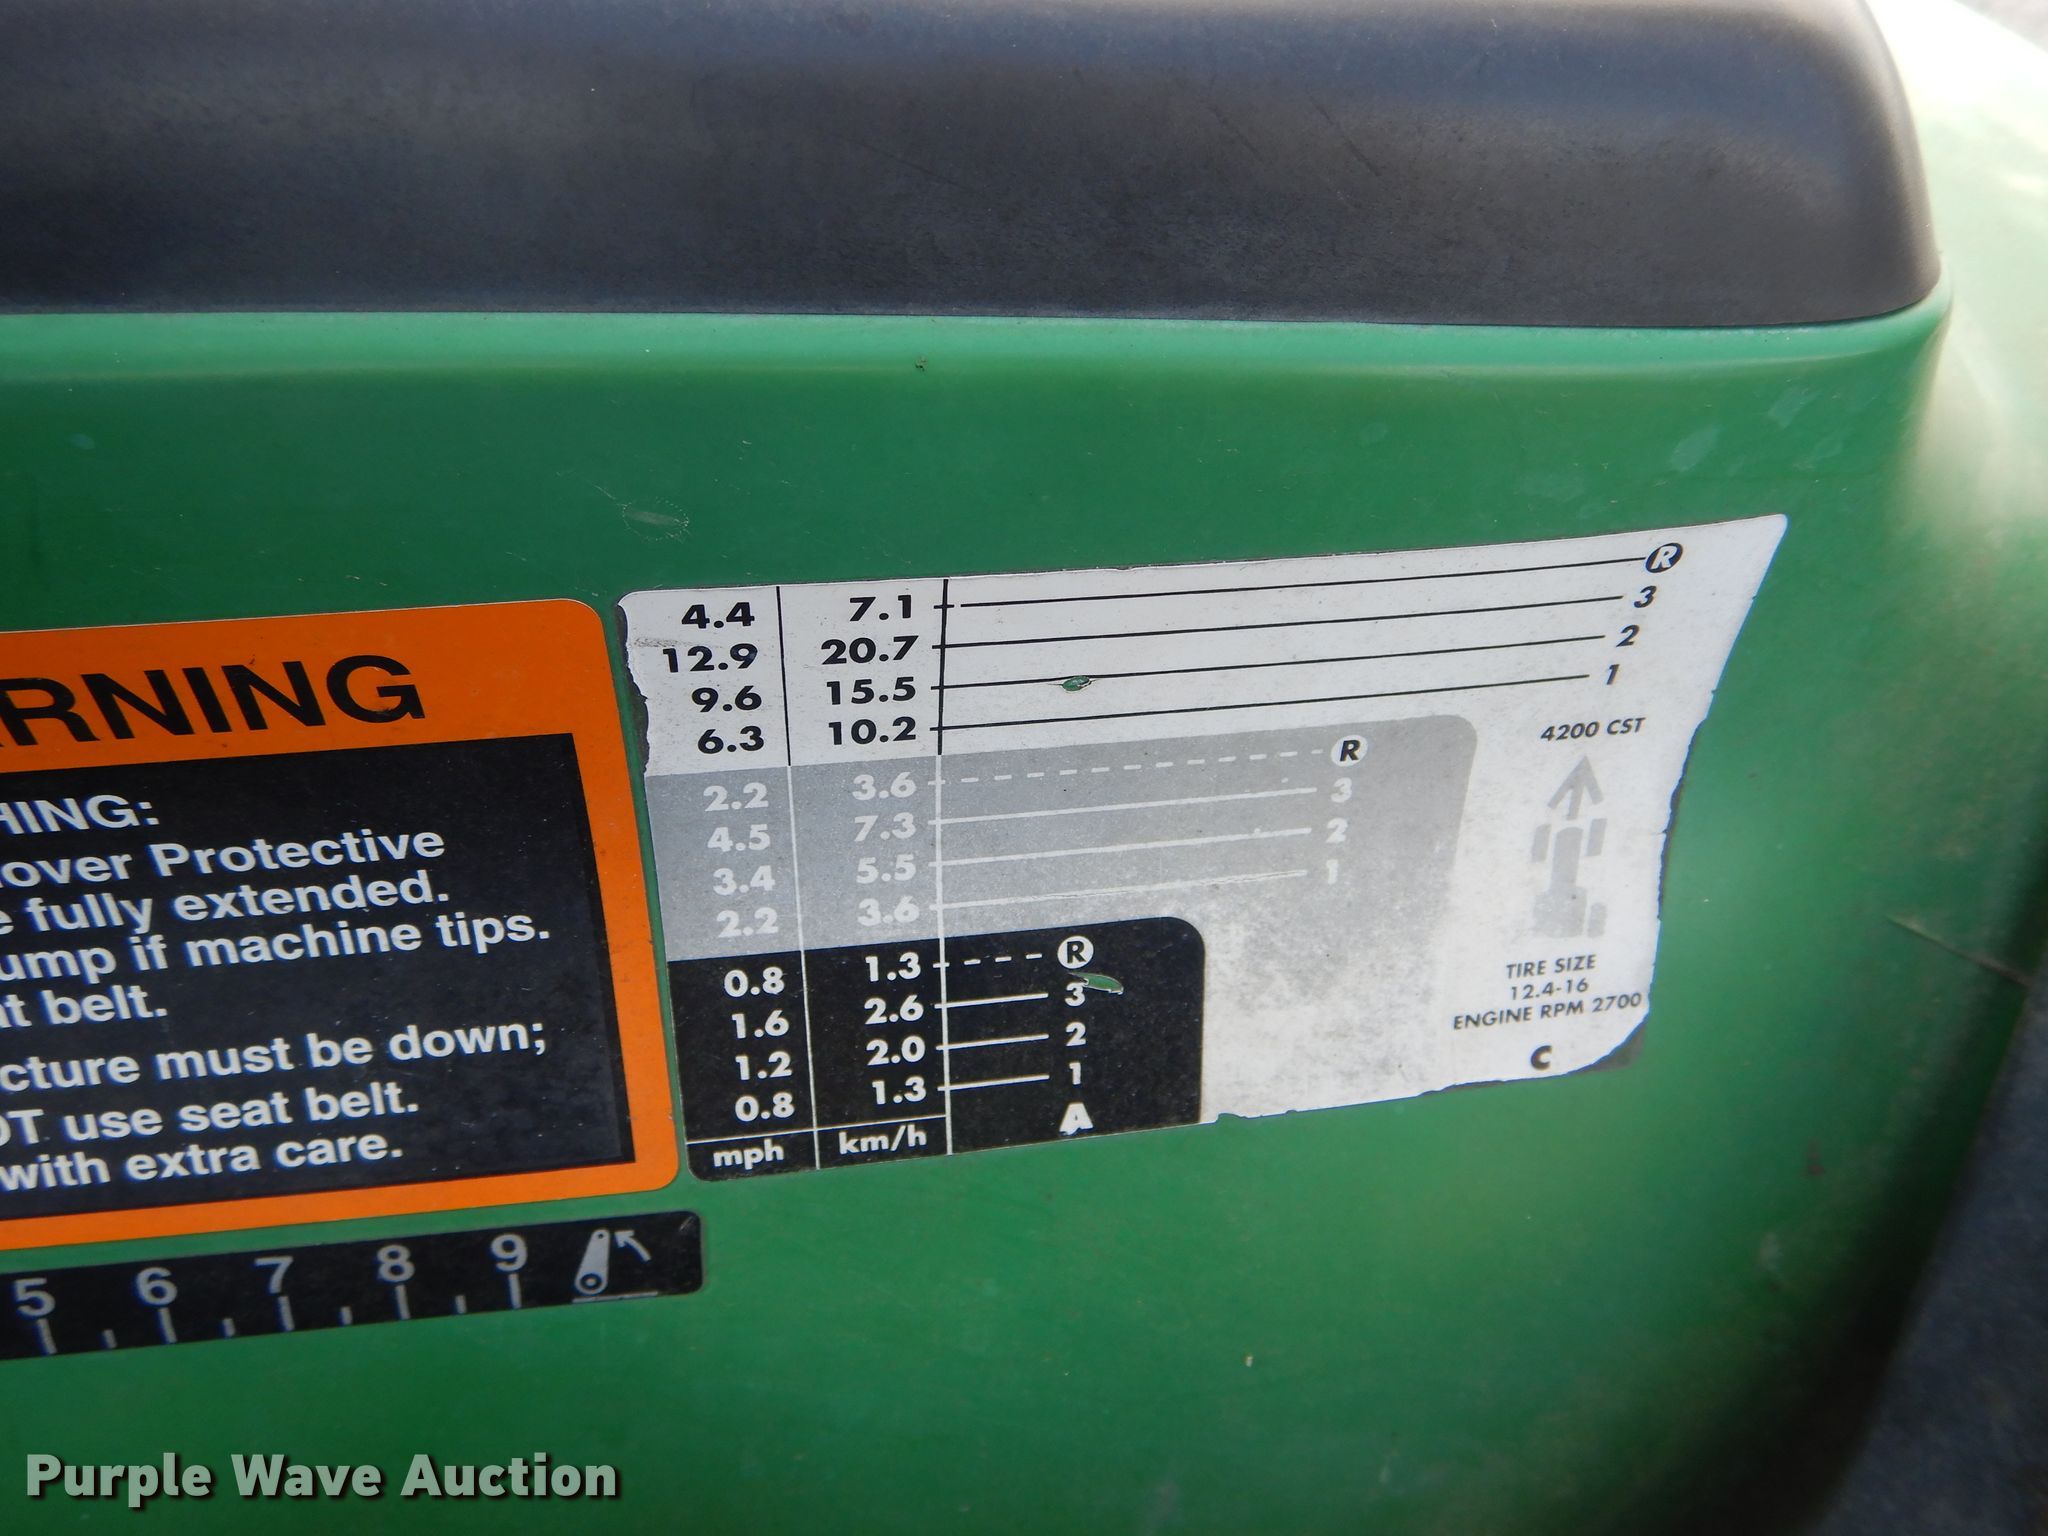 RNING
HING:
over Protective
e fully extended.
ump if machine tips.
t belt.
cture must be down;
OT use seat belt.
with extra care.
5 6 7 8 9
4.4 7.1 R
12.9 20.7 3
9.6 15.5 2
6.3 10.2 1
2.2 3.6 R
4.5 7.3 3
3.4 5.5 2
2.2 3.6 1
0.8 1.3 R
1.6 2.6 3
1.2 2.0 2
0.8 1.3 1
mph km/h A
4200 CST
TIRE SIZE
12.4-16
ENGINE RPM 2700
C
Purple Wave Auction